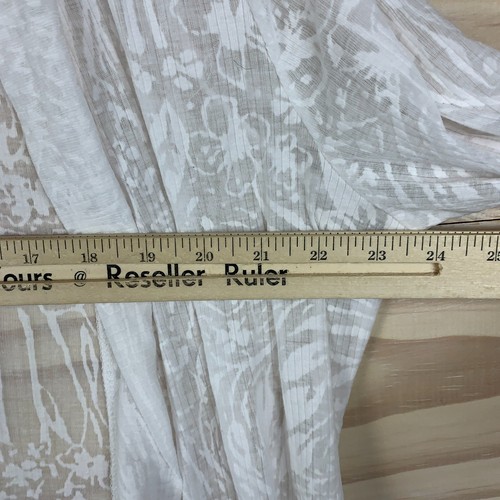 17 18 19 20 21 22 23 24 25
ours @ Reseller Ruler